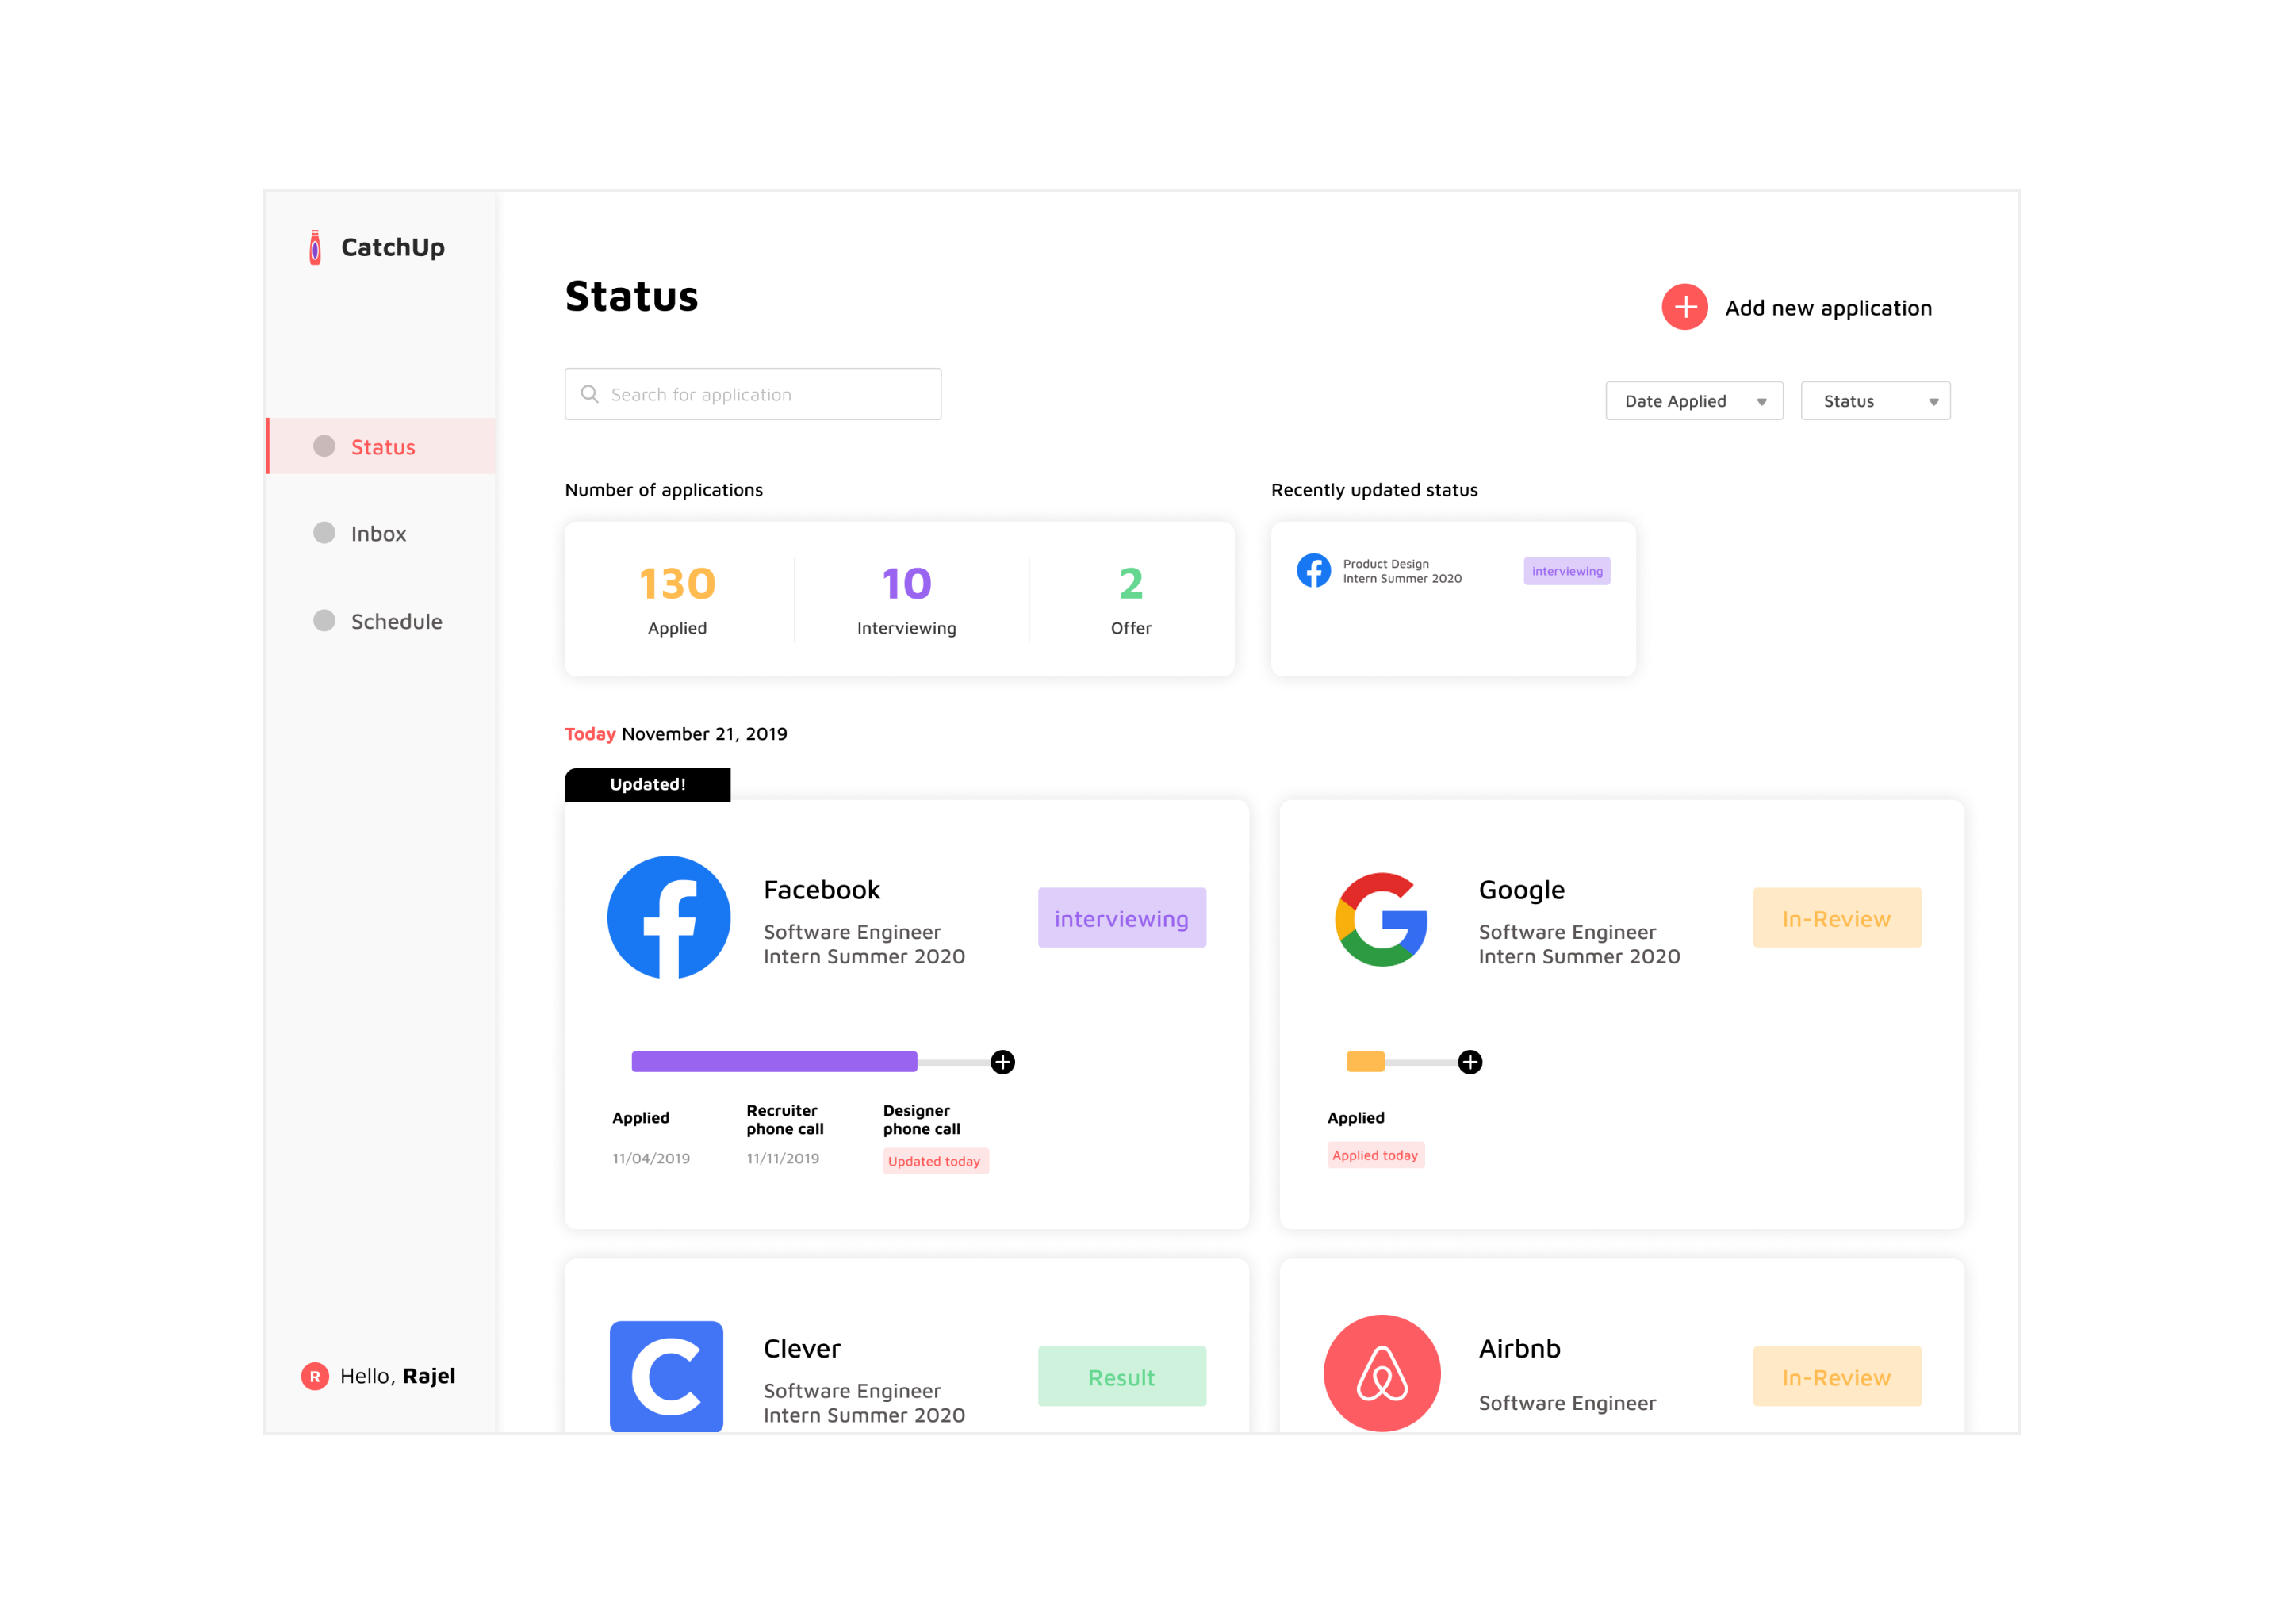 CatchUp
Status
Inbox
Schedule
R Hello, Rajel
Status
Add new application
Search for application
Date Applied
Status
Number of applications
130
Applied
10
Interviewing
2
Offer
Recently updated status
Product Design
Intern Summer 2020
interviewing
Today November 21, 2019
Updated!
Facebook
Software Engineer
Intern Summer 2020
interviewing
Applied
11/04/2019
Recruiter
phone call
11/11/2019
Designer
phone call
Updated today
Google
Software Engineer
Intern Summer 2020
In-Review
Applied
Applied today
Clever
Software Engineer
Intern Summer 2020
Result
Airbnb
Software Engineer
In-Review